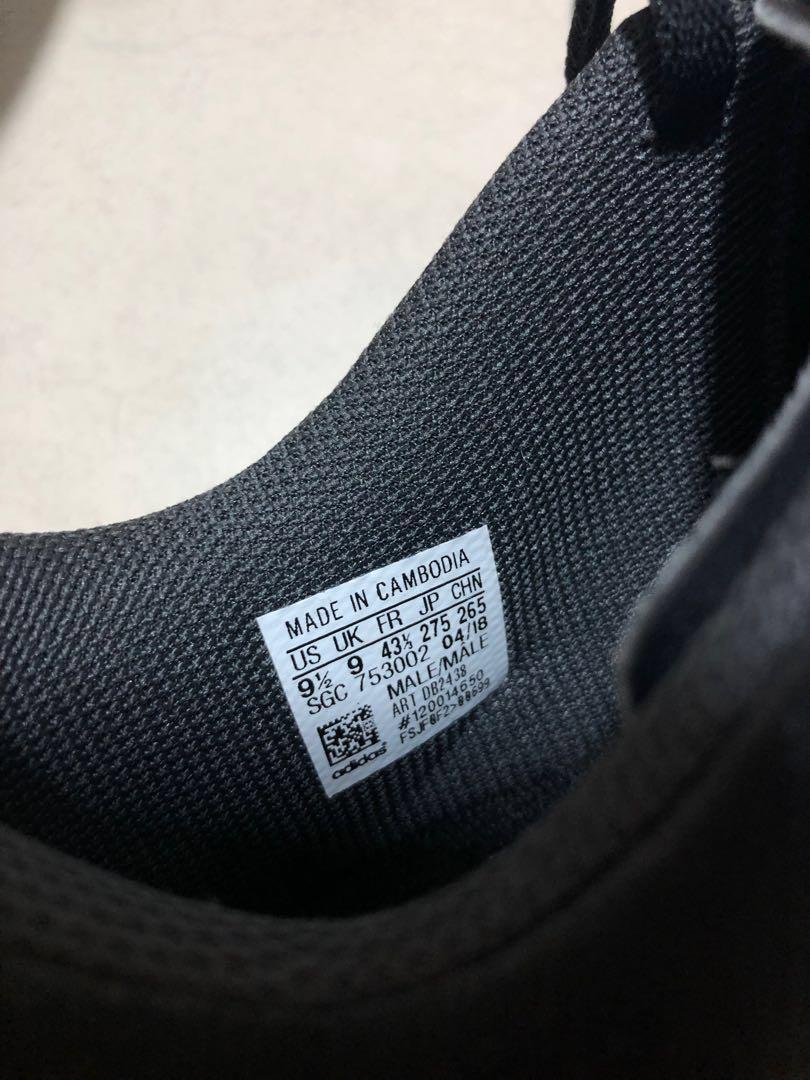 MADE IN CAMBODIA
US UK FR JP CHN
9½ 9 43⅓ 275 265
SGC 753002 04/18
MALE/MÂLE
ART DB2438
#120014650
adidas